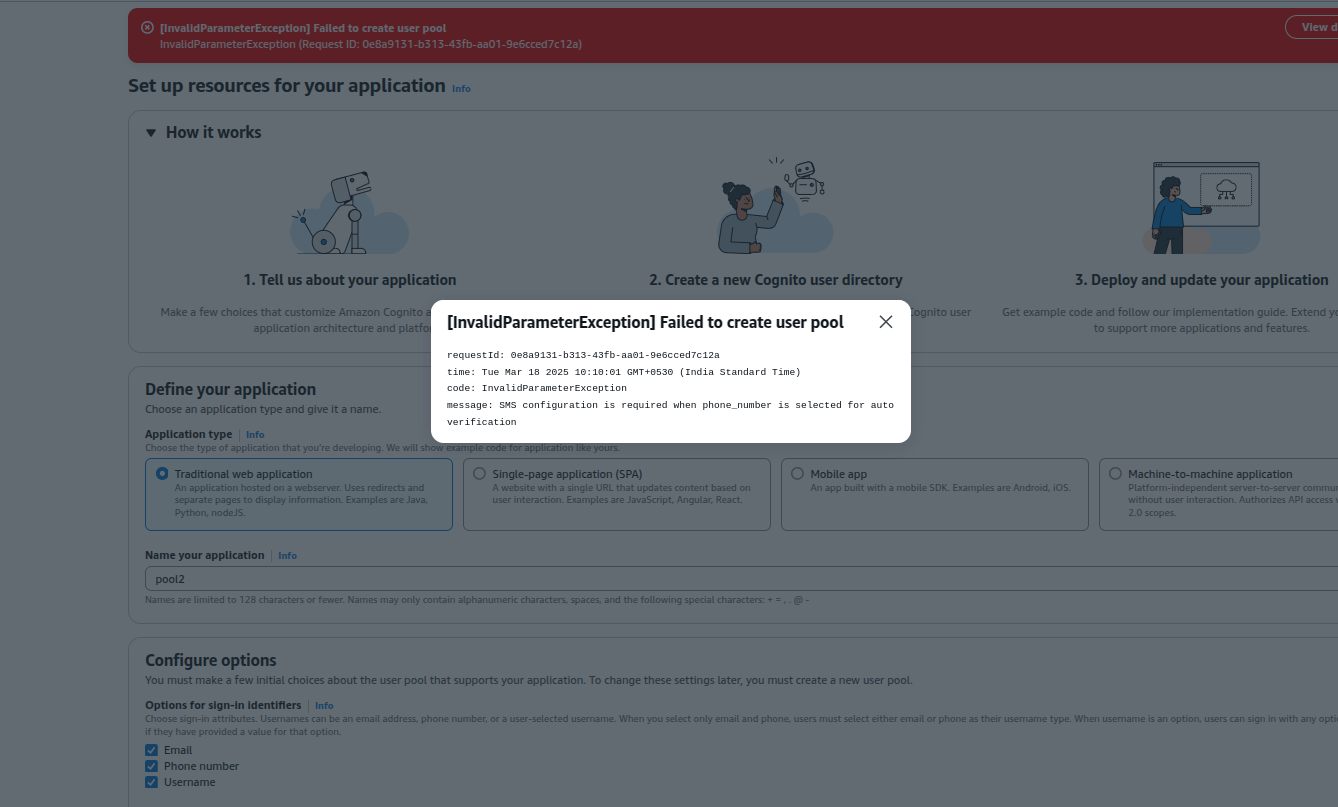 [InvalidParameterException] Failed to create user pool
InvalidParameterException (Request ID: 0e8a9131-b313-43fb-aa01-9e6cced7c12a)
View d
Set up resources for your application Info
How it works
1. Tell us about your application
2. Create a new Cognito user directory
3. Deploy and update your application
Make a few choices that customize Amazon Cognito
ognito user
Get example code and follow our implementation guide. Extend
application architecture and
to support more applications and features.
[InvalidParameterException] Failed to create user pool
requestId: 0e8a9131-b313-43fb-aa01-9e6cced7c12a
time: Tue Mar 18 2025 10:10:01 GMT+0530 (India Standard Time)
code: InvalidParameterException
message: SMS configuration is required when phone_number is selected for auto
verification
Define your application
Choose an application type and give it a name.
Application type Info
Choose the type of application that you're developing. We will show example code for application like yours.
Traditional web application
An application hosted on a webserver. Uses redirects and
separate pages to display information. Examples are Java,
Python, nodeJS.
Single-page application (SPA)
A website with a single URL that updates content based on
user interaction. Examples are JavaScript, Angular, React.
Mobile app
An app built with a mobile SDK. Examples are Android, iOS.
Machine-to-machine application
Platform-independent server-to-server
without user interaction. Authorizes API access
2.0 scopes.
Name your application Info
pool2
Names are limited to 128 characters or fewer. Names may only contain alphanumeric characters, spaces, and the following special characters: + = , . @ -
Configure options
You must make a few initial choices about the user pool that supports your application. To change these settings later, you must create a new user pool.
Options for sign-in identifiers Info
Choose sign-in attributes. Usernames can be an email address, phone number, or a user-selected username. When you select only email and phone, users must select either email or phone as their username type. When username is an option, users can sign in with any
if they have provided a value for that option.
Email
Phone number
Username